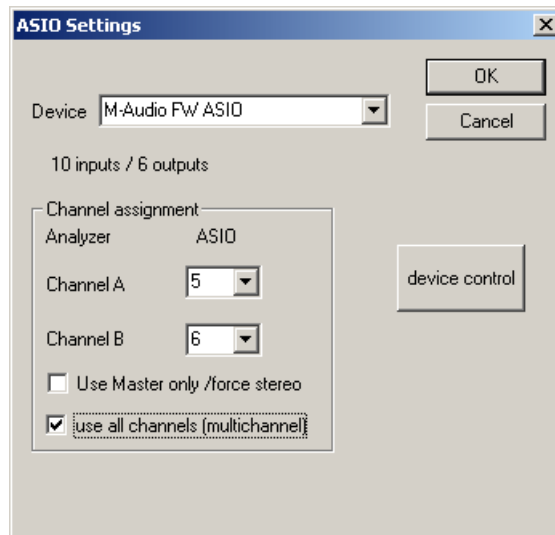 ASIO Settings
OK
Device M-Audio FW ASIO
Cancel
10 inputs / 6 outputs
Channel assignment
Analyzer ASIO
device control
Channel A 5
Channel B 6
Use Master only /force stereo
use all channels (multichannel)